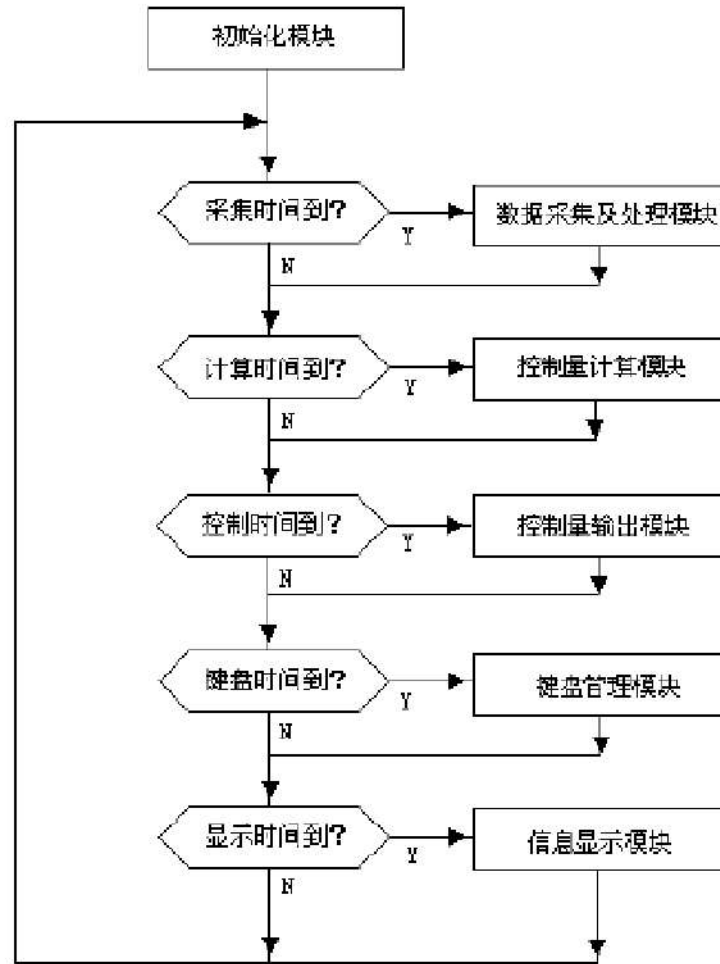 初始化模块
采集时间到?
Y
数据采集及处理模块
N
计算时间到?
Y
控制量计算模块
N
控制时间到?
Y
控制量输出模块
N
键盘时间到?
Y
键盘管理模块
N
显示时间到?
Y
信息显示模块
N